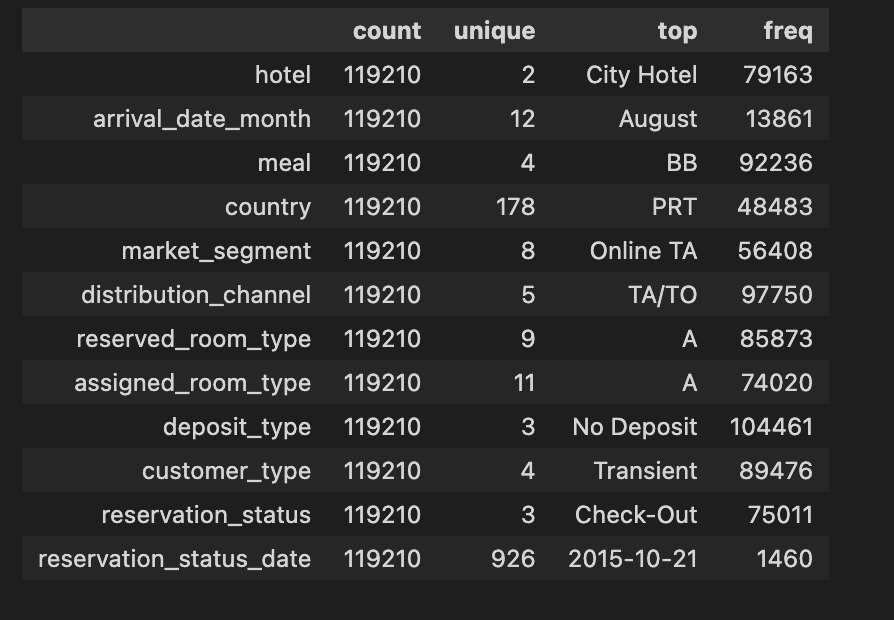 count unique top freq
hotel 119210 2 City Hotel 79163
arrival_date_month 119210 12 August 13861
meal 119210 4 BB 92236
country 119210 178 PRT 48483
market_segment 119210 8 Online TA 56408
distribution_channel 119210 5 TA/TO 97750
reserved_room_type 119210 9 A 85873
assigned_room_type 119210 11 A 74020
deposit_type 119210 3 No Deposit 104461
customer_type 119210 4 Transient 89476
reservation_status 119210 3 Check-Out 75011
reservation_status_date 119210 926 2015-10-21 1460